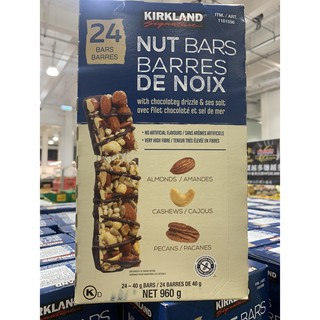 KIRKLAND
Signature
ITM. / ART.
24
BARS
BARRES
NUT BARS
BARRES
DE NOIX
with chocolatey drizzle & sea salt
avec filet chocolaté et sel de mer
• NO ARTIFICIAL FLAVOURS / SANS ARÔMES ARTIFICIELS
• VERY HIGH FIBRE / TENEUR TRÈS ÉLEVÉE EN FIBRES
ALMONDS / AMANDES
CASHEWS / CAJOUS
PECANS / PACANES
24 – 40 g BARS / 24 BARRES DE 40 g
NET 960 g
K D
KIRKLAND